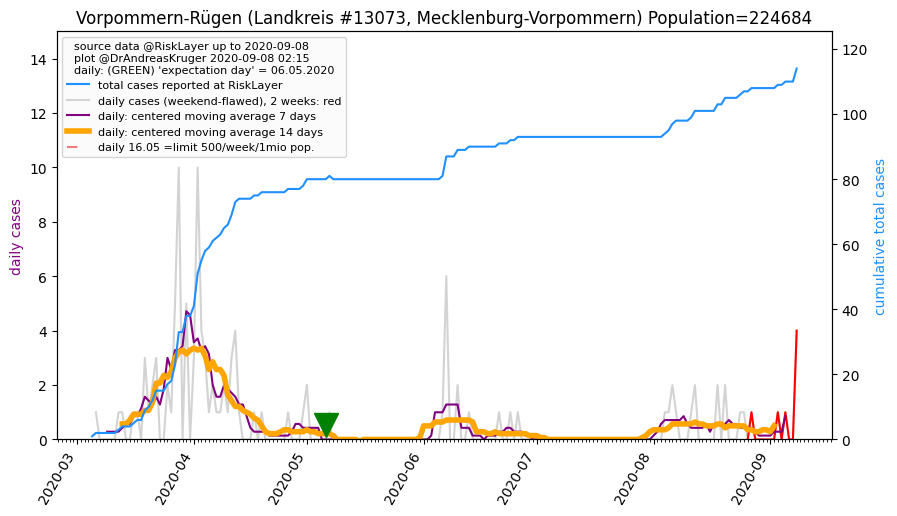 Vorpommern-Rügen (Landkreis #13073, Mecklenburg-Vorpommern) Population=224684
source data @RiskLayer up to 2020-09-08
plot @DrAndreasKruger 2020-09-08 02:15
daily: (GREEN) 'expectation day' = 06.05.2020
total cases reported at RiskLayer
daily cases (weekend-flawed), 2 weeks: red
daily: centered moving average 7 days
daily: centered moving average 14 days
daily 16.05 =limit 500/week/1mio pop.
daily cases
14
12
10
8
6
4
2
0
cumulative total cases
120
100
80
60
40
20
0
2020-03
2020-04
2020-05
2020-06
2020-07
2020-08
2020-09